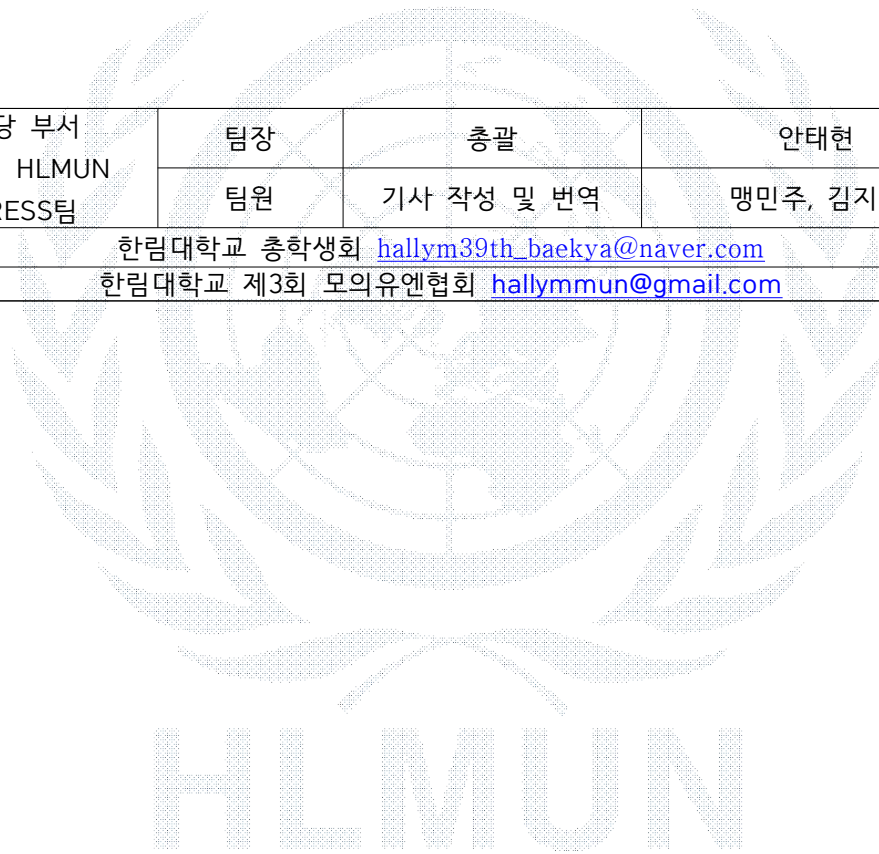 당 부서
HLMUN
RESS팀
팀장 총괄 안태현
팀원 기사 작성 및 번역 맹민주, 김지
한림대학교 총학생회 hallym39th_baekya@naver.com
한림대학교 제3회 모의유엔협회 hallymmun@gmail.com
HLMUN